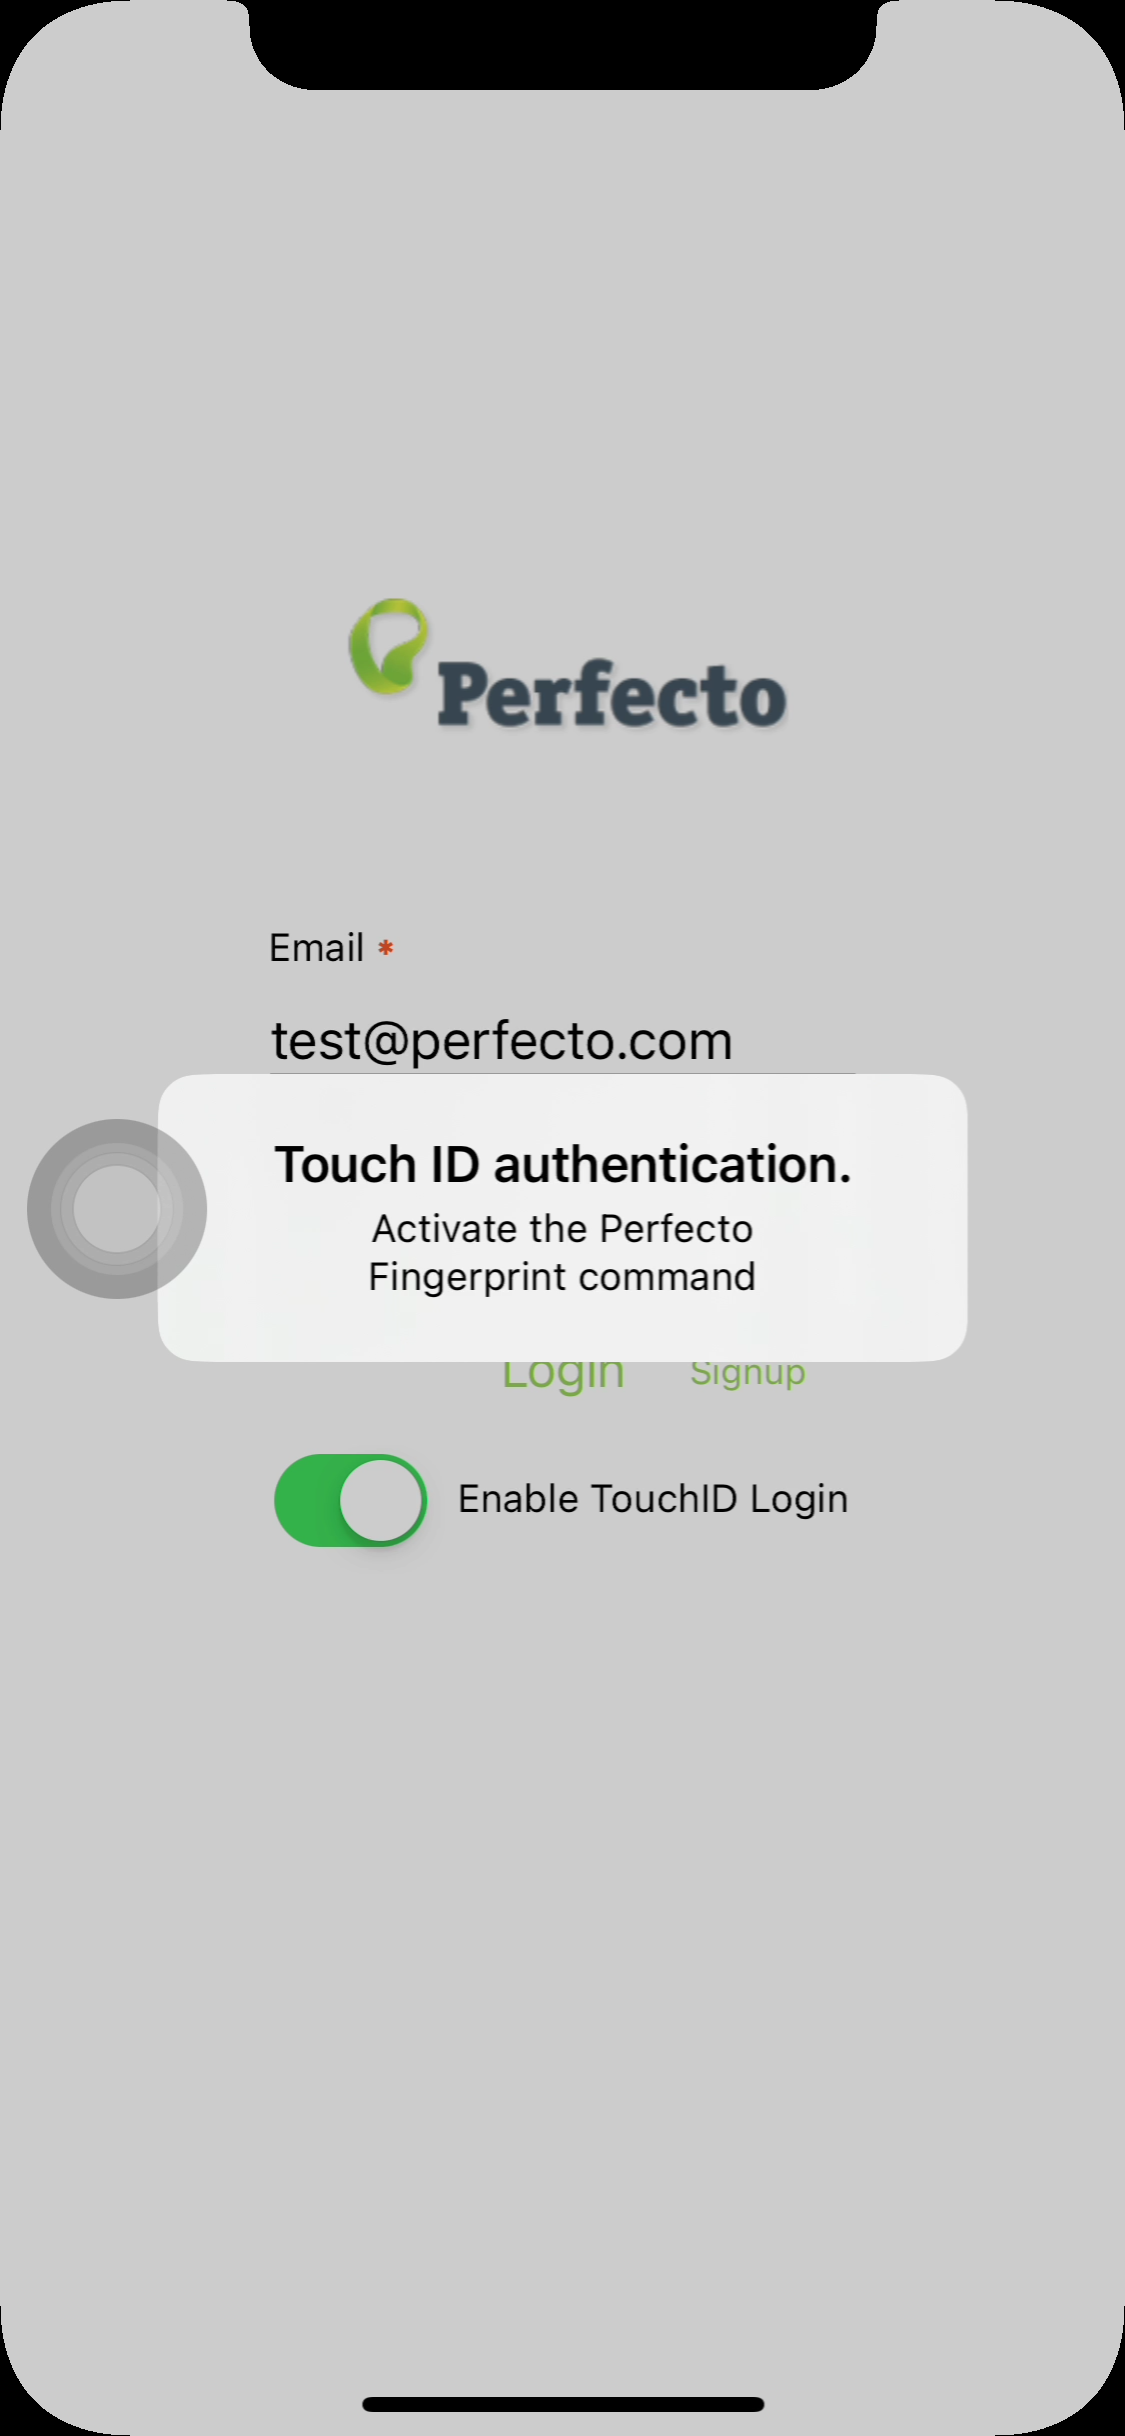 Perfecto
Email *
test@perfecto.com
Touch ID authentication.
Activate the Perfecto
Fingerprint command
Login Signup
Enable TouchID Login